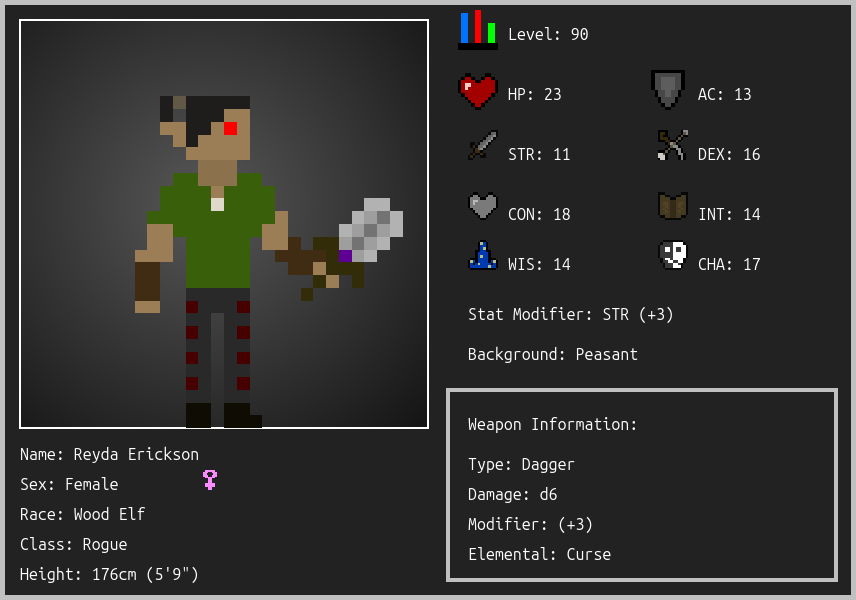 Level: 90
HP: 23
AC: 13
STR: 11
DEX: 16
CON: 18
INT: 14
WIS: 14
CHA: 17
Stat Modifier: STR (+3)
Background: Peasant
Weapon Information:
Type: Dagger
Damage: d6
Modifier: (+3)
Elemental: Curse
Name: Reyda Erickson
Sex: Female
Race: Wood Elf
Class: Rogue
Height: 176cm (5'9")